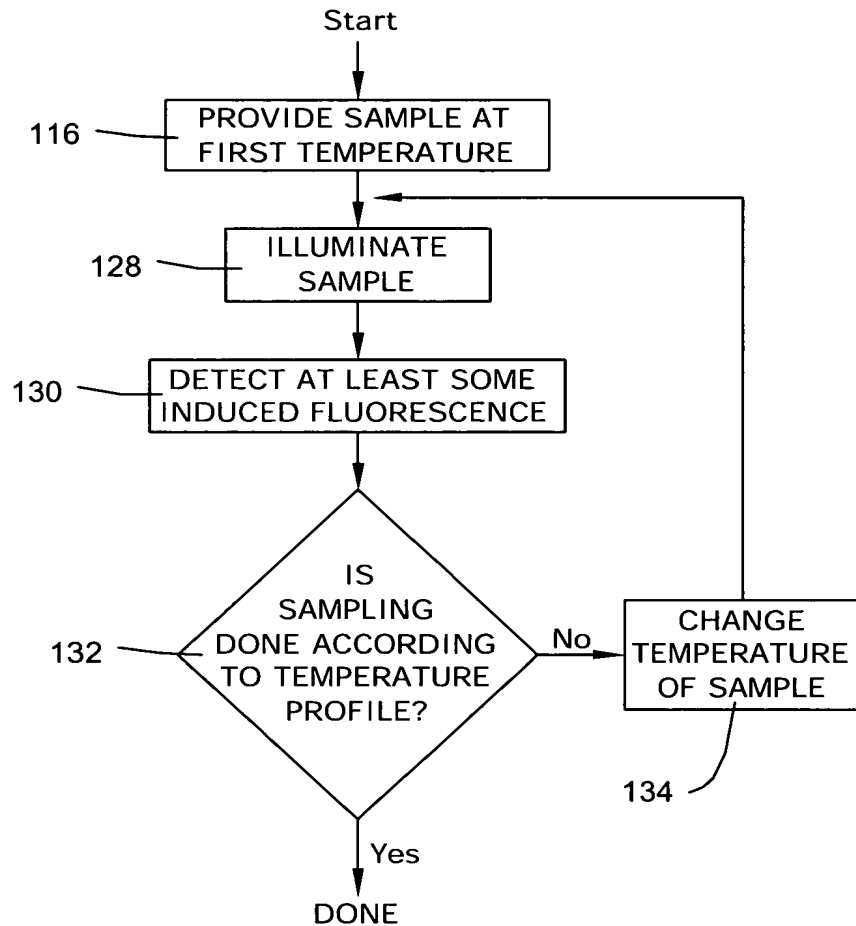 Start
116
PROVIDE SAMPLE AT
FIRST TEMPERATURE
128
ILLUMINATE
SAMPLE
130
DETECT AT LEAST SOME
INDUCED FLUORESCENCE
132
IS
SAMPLING
DONE ACCORDING
TO TEMPERATURE
PROFILE?
No
CHANGE
TEMPERATURE
OF SAMPLE
134
Yes
DONE